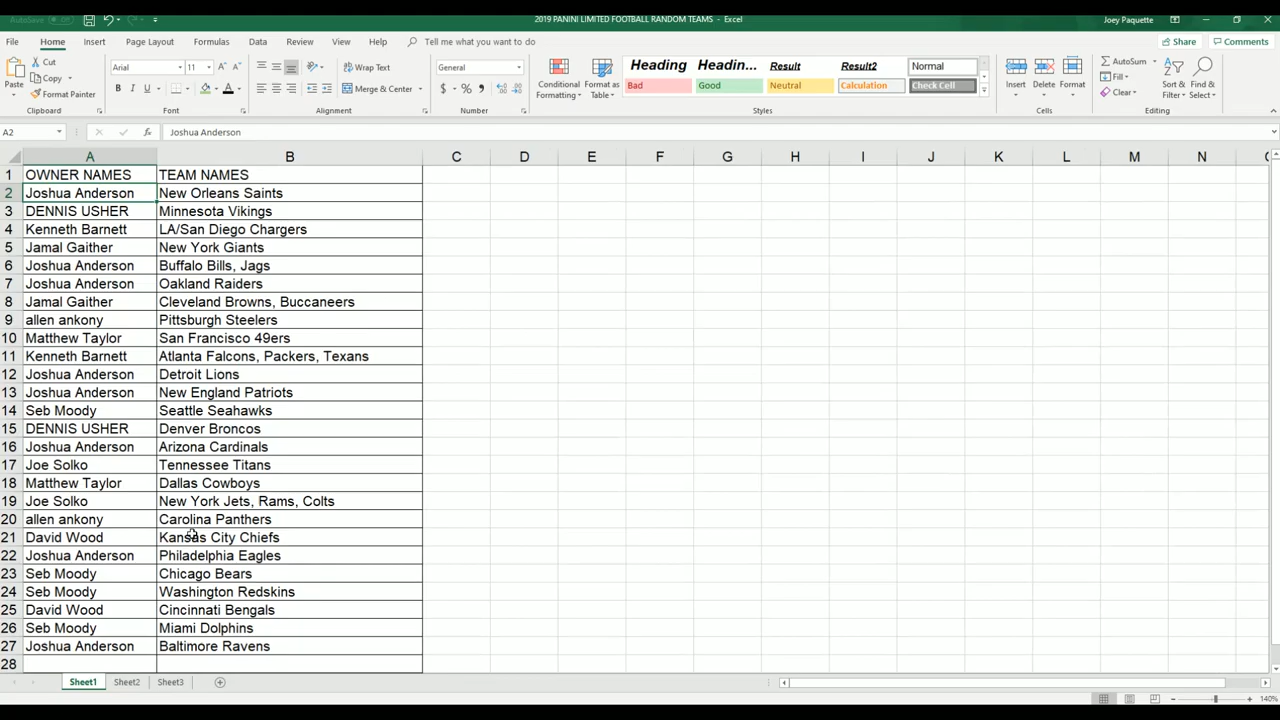 AutoSave Off 2019 PANINI LIMITED FOOTBALL RANDOM TEAMS - Excel Joey Paquette
File Home Insert Page Layout Formulas Data Review View Help Tell me what you want to do Share Comments
Cut Arial 11 Wrap Text General Heading Headin... Result Result2 Normal AutoSum
Copy Fill
Paste Format Painter B I U Merge & Center $ % Conditional Formatting Format as Table Bad Good Neutral Calculation Check Cell Insert Delete Format Clear Sort & Filter Find & Select
Clipboard Font Alignment Number Styles Cells Editing
A2 fx Joshua Anderson
A B C D E F G H I J K L M N
1 OWNER NAMES TEAM NAMES
2 Joshua Anderson New Orleans Saints
3 DENNIS USHER Minnesota Vikings
4 Kenneth Barnett LA/San Diego Chargers
5 Jamal Gaither New York Giants
6 Joshua Anderson Buffalo Bills, Jags
7 Joshua Anderson Oakland Raiders
8 Jamal Gaither Cleveland Browns, Buccaneers
9 allen ankony Pittsburgh Steelers
10 Matthew Taylor San Francisco 49ers
11 Kenneth Barnett Atlanta Falcons, Packers, Texans
12 Joshua Anderson Detroit Lions
13 Joshua Anderson New England Patriots
14 Seb Moody Seattle Seahawks
15 DENNIS USHER Denver Broncos
16 Joshua Anderson Arizona Cardinals
17 Joe Solko Tennessee Titans
18 Matthew Taylor Dallas Cowboys
19 Joe Solko New York Jets, Rams, Colts
20 allen ankony Carolina Panthers
21 David Wood Kansas City Chiefs
22 Joshua Anderson Philadelphia Eagles
23 Seb Moody Chicago Bears
24 Seb Moody Washington Redskins
25 David Wood Cincinnati Bengals
26 Seb Moody Miami Dolphins
27 Joshua Anderson Baltimore Ravens
28
Sheet1 Sheet2 Sheet3
140%